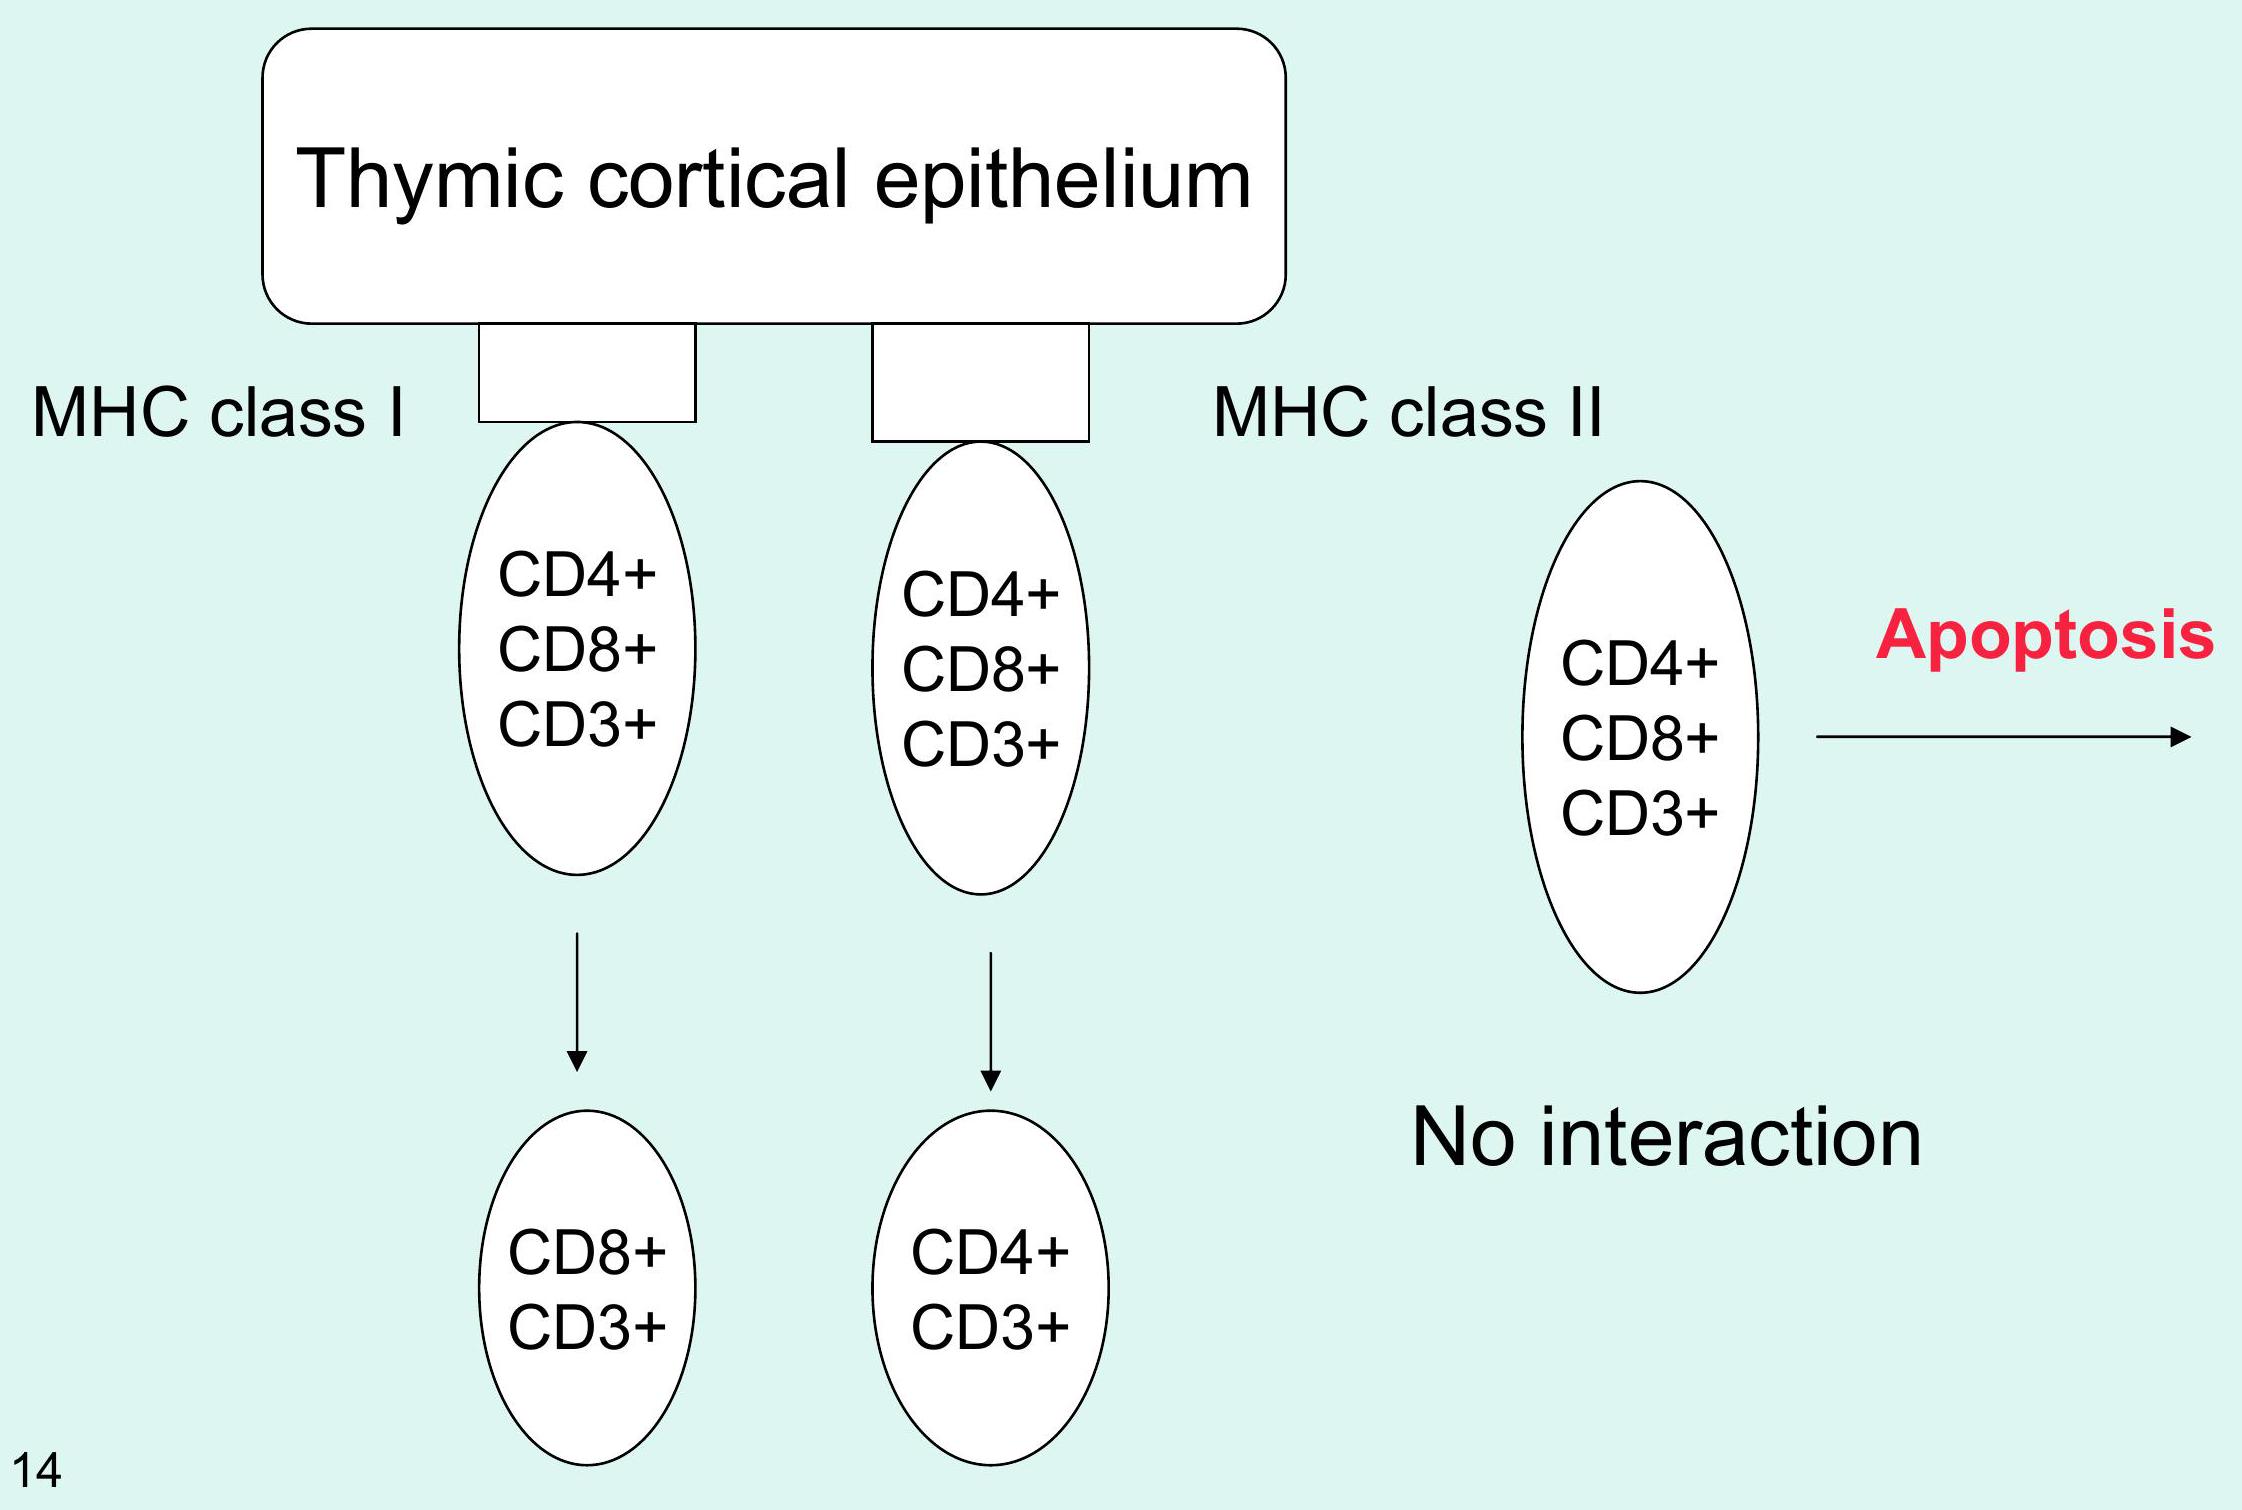 Thymic cortical epithelium
MHC class I
MHC class II
CD4+
CD8+
CD3+
CD4+
CD8+
CD3+
CD4+
CD8+
CD3+
Apoptosis
No interaction
CD8+
CD3+
CD4+
CD3+
14